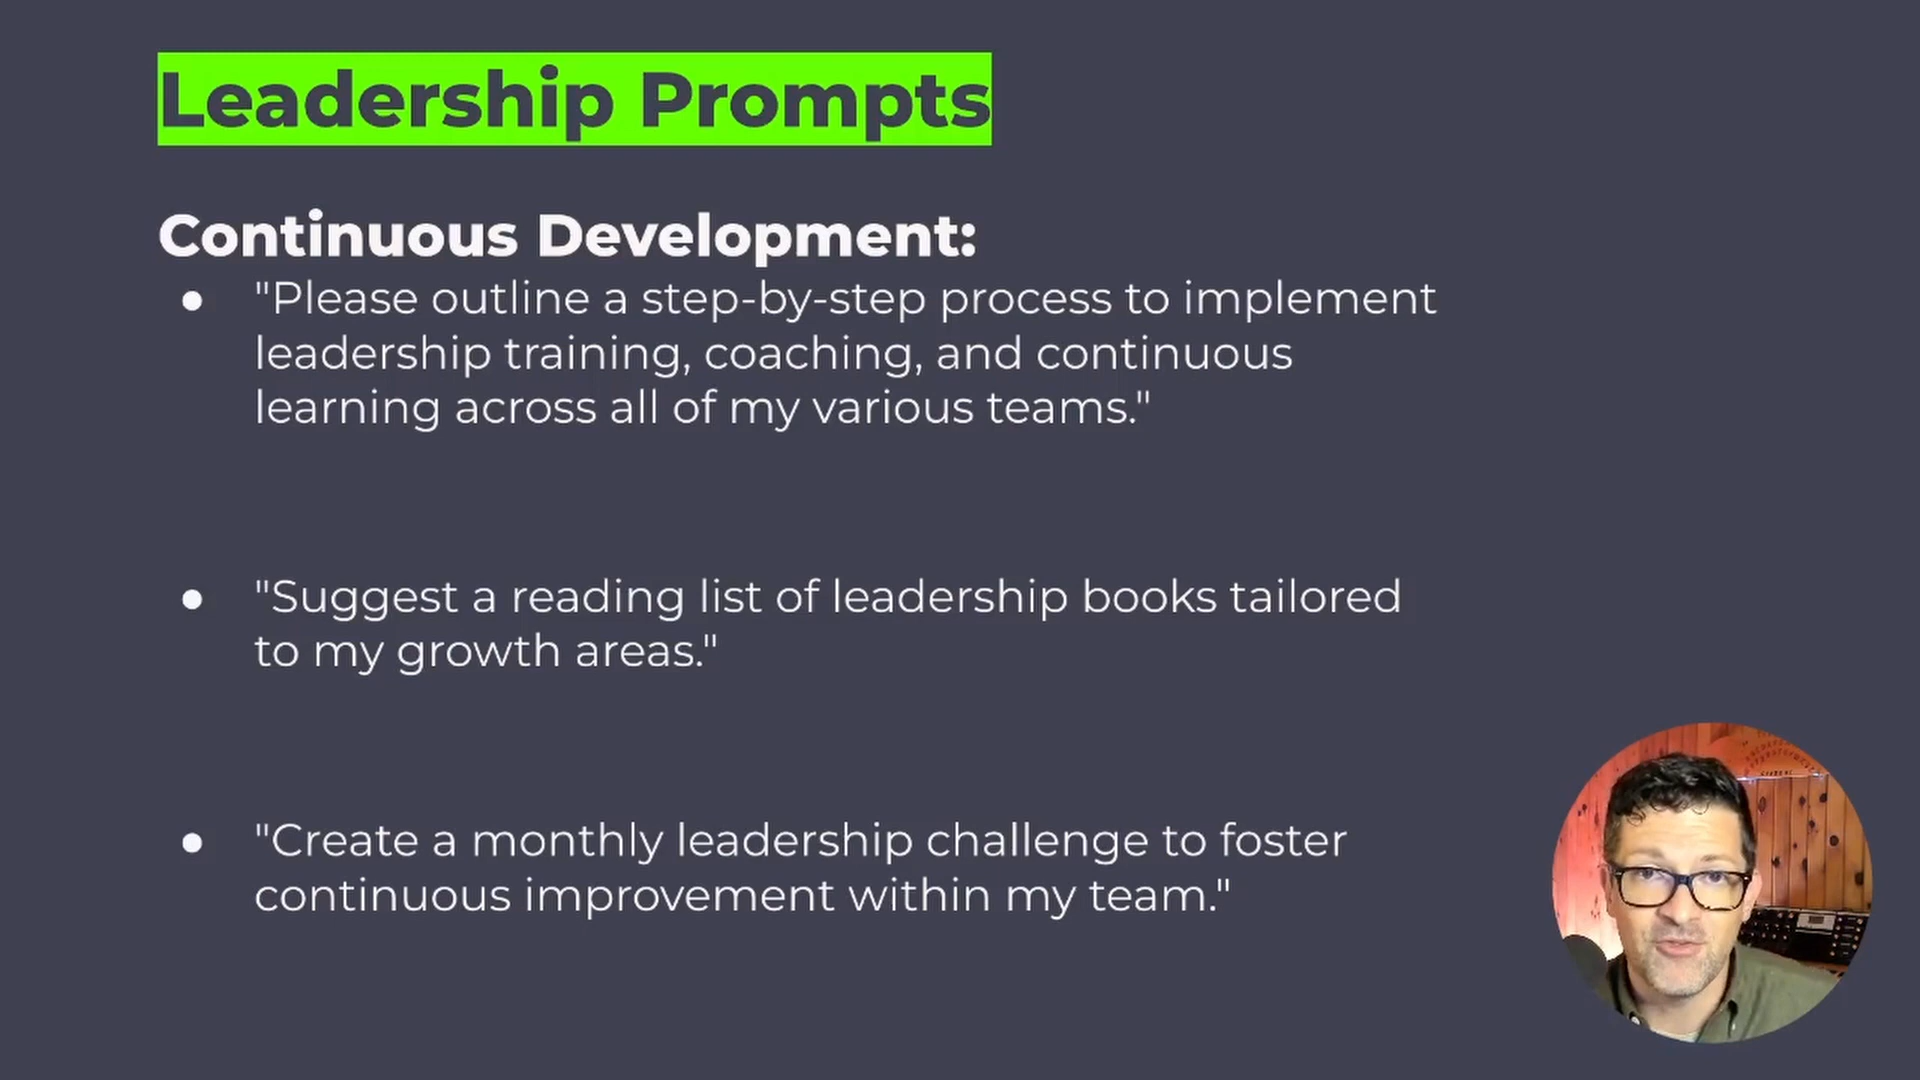 Leadership Prompts
Continuous Development:
● "Please outline a step-by-step process to implement
leadership training, coaching, and continuous
learning across all of my various teams."
● "Suggest a reading list of leadership books tailored
to my growth areas."
● "Create a monthly leadership challenge to foster
continuous improvement within my team."